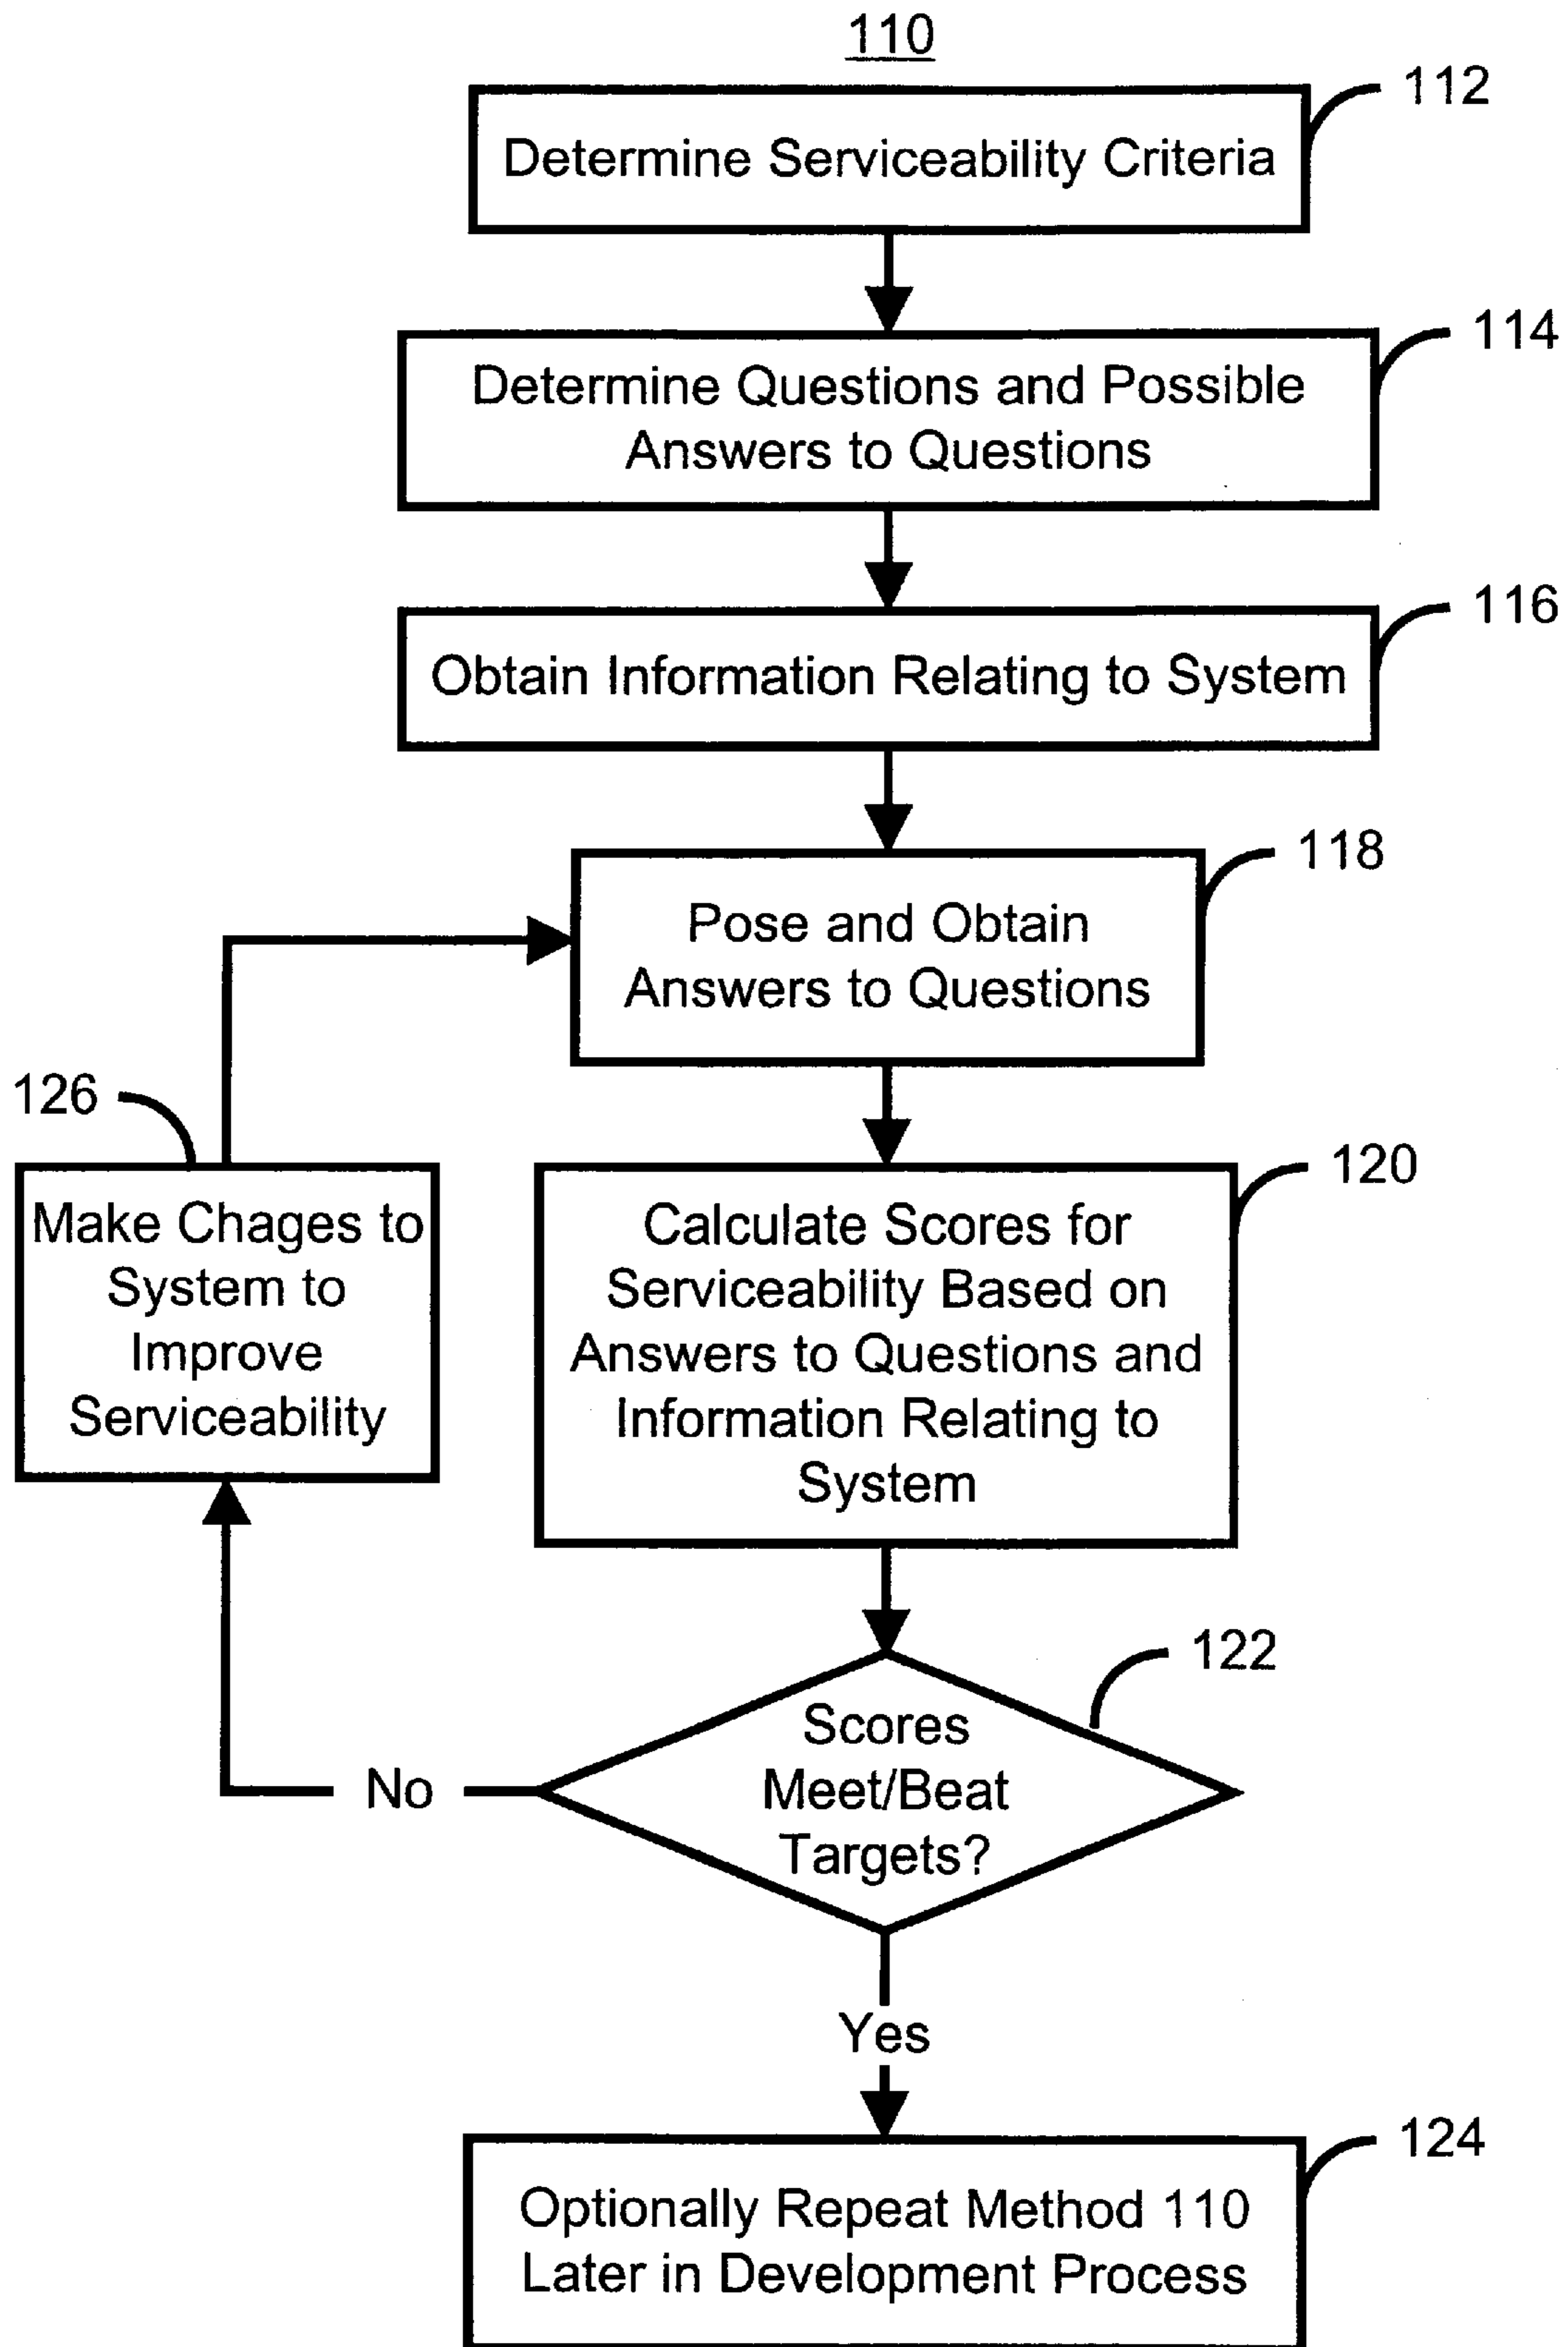 110
112
Determine Serviceability Criteria
114
Determine Questions and Possible
Answers to Questions
116
Obtain Information Relating to System
118
Pose and Obtain
Answers to Questions
126
Make Chages to
System to
Improve
Serviceability
120
Calculate Scores for
Serviceability Based on
Answers to Questions and
Information Relating to
System
122
Scores
Meet/Beat
Targets?
No
Yes
124
Optionally Repeat Method 110
Later in Development Process